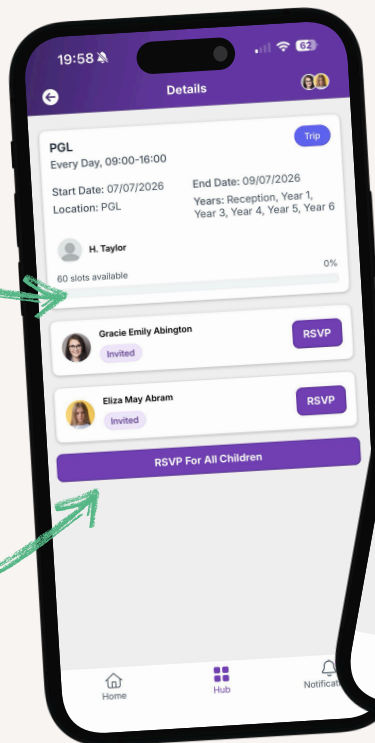 19:58
62
Details
PGL
Trip
Every Day, 09:00-16:00
Start Date: 07/07/2026
End Date: 09/07/2026
Location: PGL
Years: Reception, Year 1,
Year 3, Year 4, Year 5, Year 6
H. Taylor
60 slots available
0%
Gracie Emily Abington
Invited
RSVP
Eliza May Abram
Invited
RSVP
RSVP For All Children
Home
Hub
Notificat